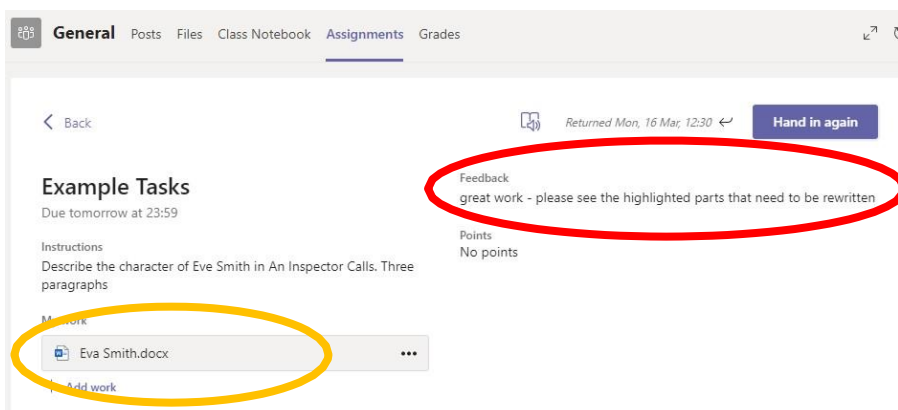 General Posts Files Class Notebook Assignments Grades
Back
Returned Mon, 16 Mar, 12:30
Hand in again
Example Tasks
Due tomorrow at 23:59
Instructions
Describe the character of Eve Smith in An Inspector Calls. Three
paragraphs
My work
Eva Smith.docx
Add work
Feedback
great work - please see the highlighted parts that need to be rewritten
Points
No points